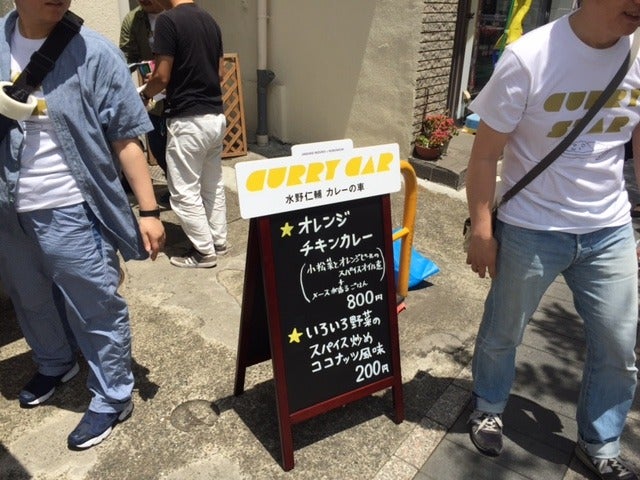 CURRY CAR
水野仁輔 カレーの車
★オレンジ
チキンカレー
800円
★いろいろ野菜の
スパイス炒め
ココナッツ風味
200円
CURRY
STAR